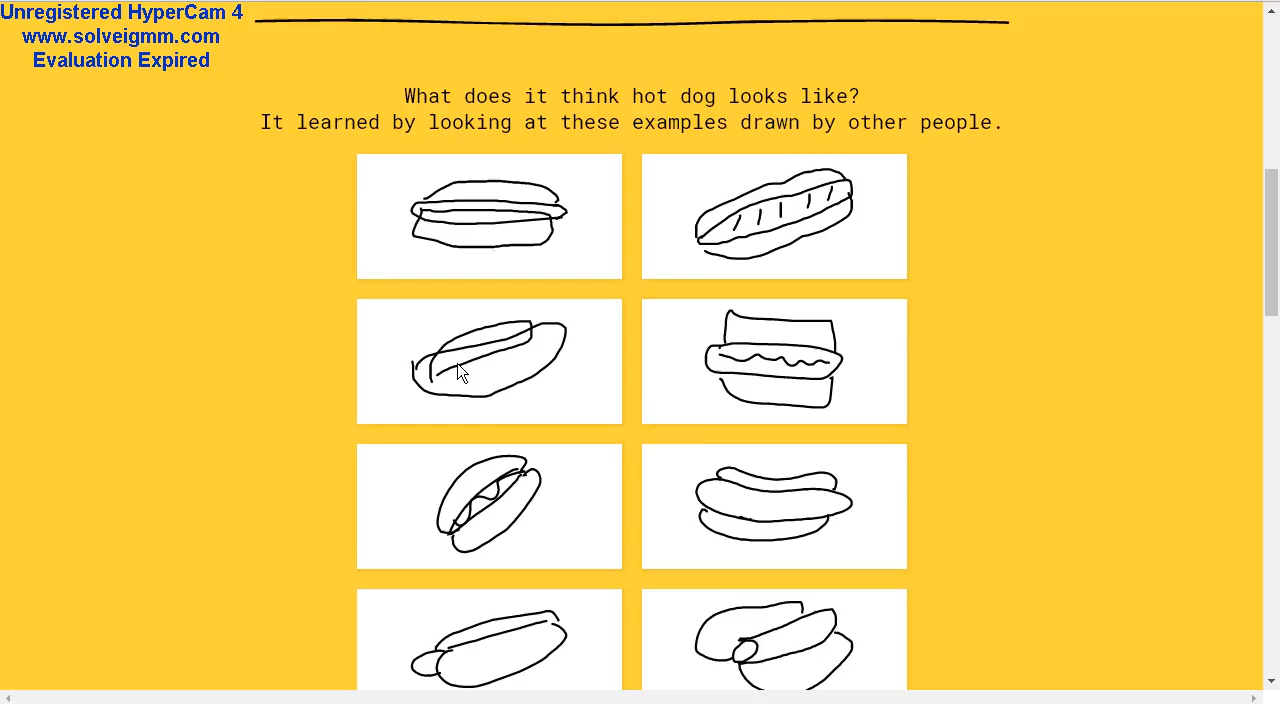 Unregistered HyperCam 4
www.solveigmm.com
Evaluation Expired
What does it think hot dog looks like?
It learned by looking at these examples drawn by other people.